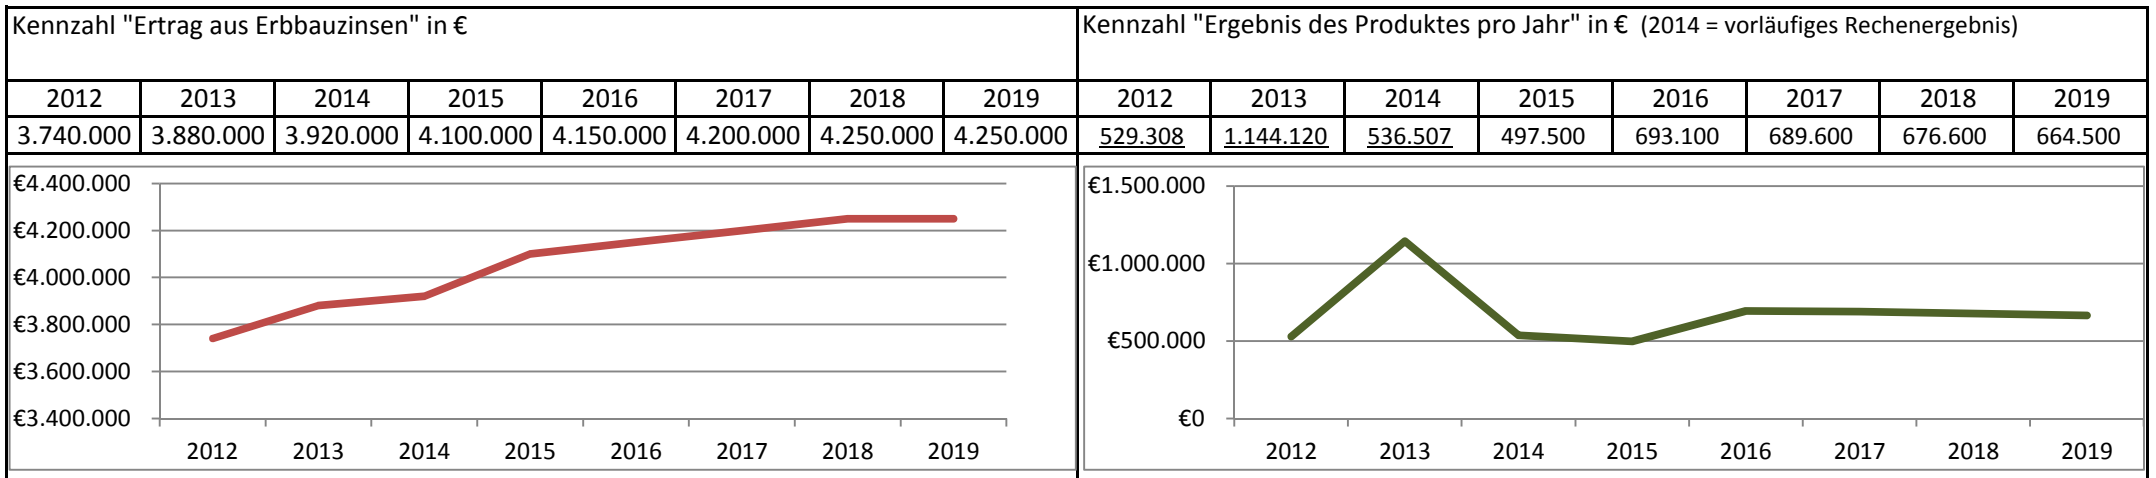 Kennzahl "Ertrag aus Erbbauzinsen" in €
2012 2013 2014 2015 2016 2017 2018 2019
3.740.000 3.880.000 3.920.000 4.100.000 4.150.000 4.200.000 4.250.000 4.250.000
€4.400.000
€4.200.000
€4.000.000
€3.800.000
€3.600.000
€3.400.000
2012 2013 2014 2015 2016 2017 2018 2019
Kennzahl "Ergebnis des Produktes pro Jahr" in € (2014 = vorläufiges Rechenergebnis)
2012 2013 2014 2015 2016 2017 2018 2019
529.308 1.144.120 536.507 497.500 693.100 689.600 676.600 664.500
€1.500.000
€1.000.000
€500.000
€0
2012 2013 2014 2015 2016 2017 2018 2019